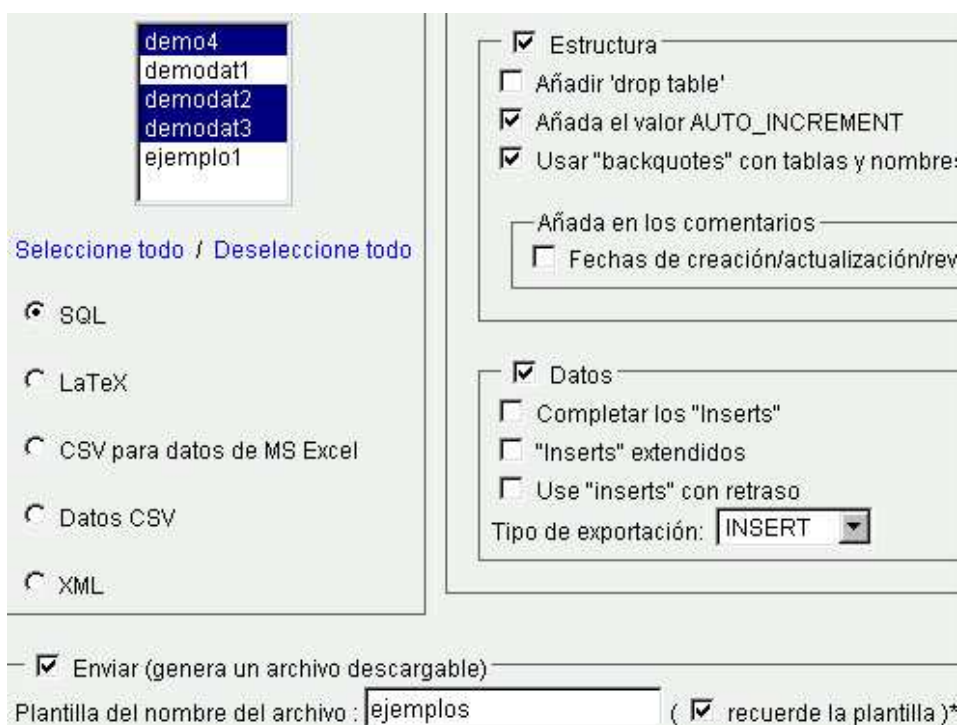 demo4
demodat1
demodat2
demodat3
ejemplo1
Seleccione todo / Deseleccione todo
SQL
LaTeX
CSV para datos de MS Excel
Datos CSV
XML
Estructura
Añadir 'drop table'
Añada el valor AUTO_INCREMENT
Usar "backquotes" con tablas y nombres
Añada en los comentarios
Fechas de creación/actualización/rev
Datos
Completar los "Inserts"
"Inserts" extendidos
Use "inserts" con retraso
Tipo de exportación: INSERT
Enviar (genera un archivo descargable)
Plantilla del nombre del archivo : ejemplos ( recuerde la plantilla )*